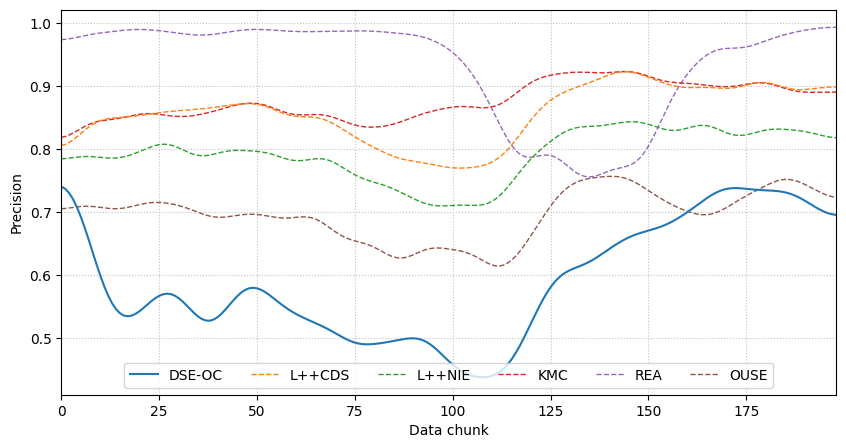 1.0
0.9
0.8
0.7
0.6
0.5
Precision
DSE-OC L++CDS L++NIE KMC REA OUSE
0 25 50 75 100 125 150 175
Data chunk